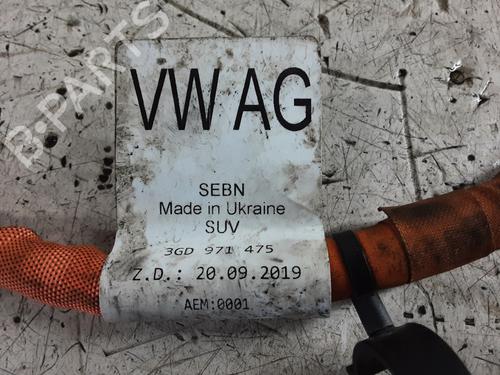 B-PARTS
VW AG
SEBN
Made in Ukraine
SUV
3GD 971 475
Z.D.: 20.09.2019
AEM:0001